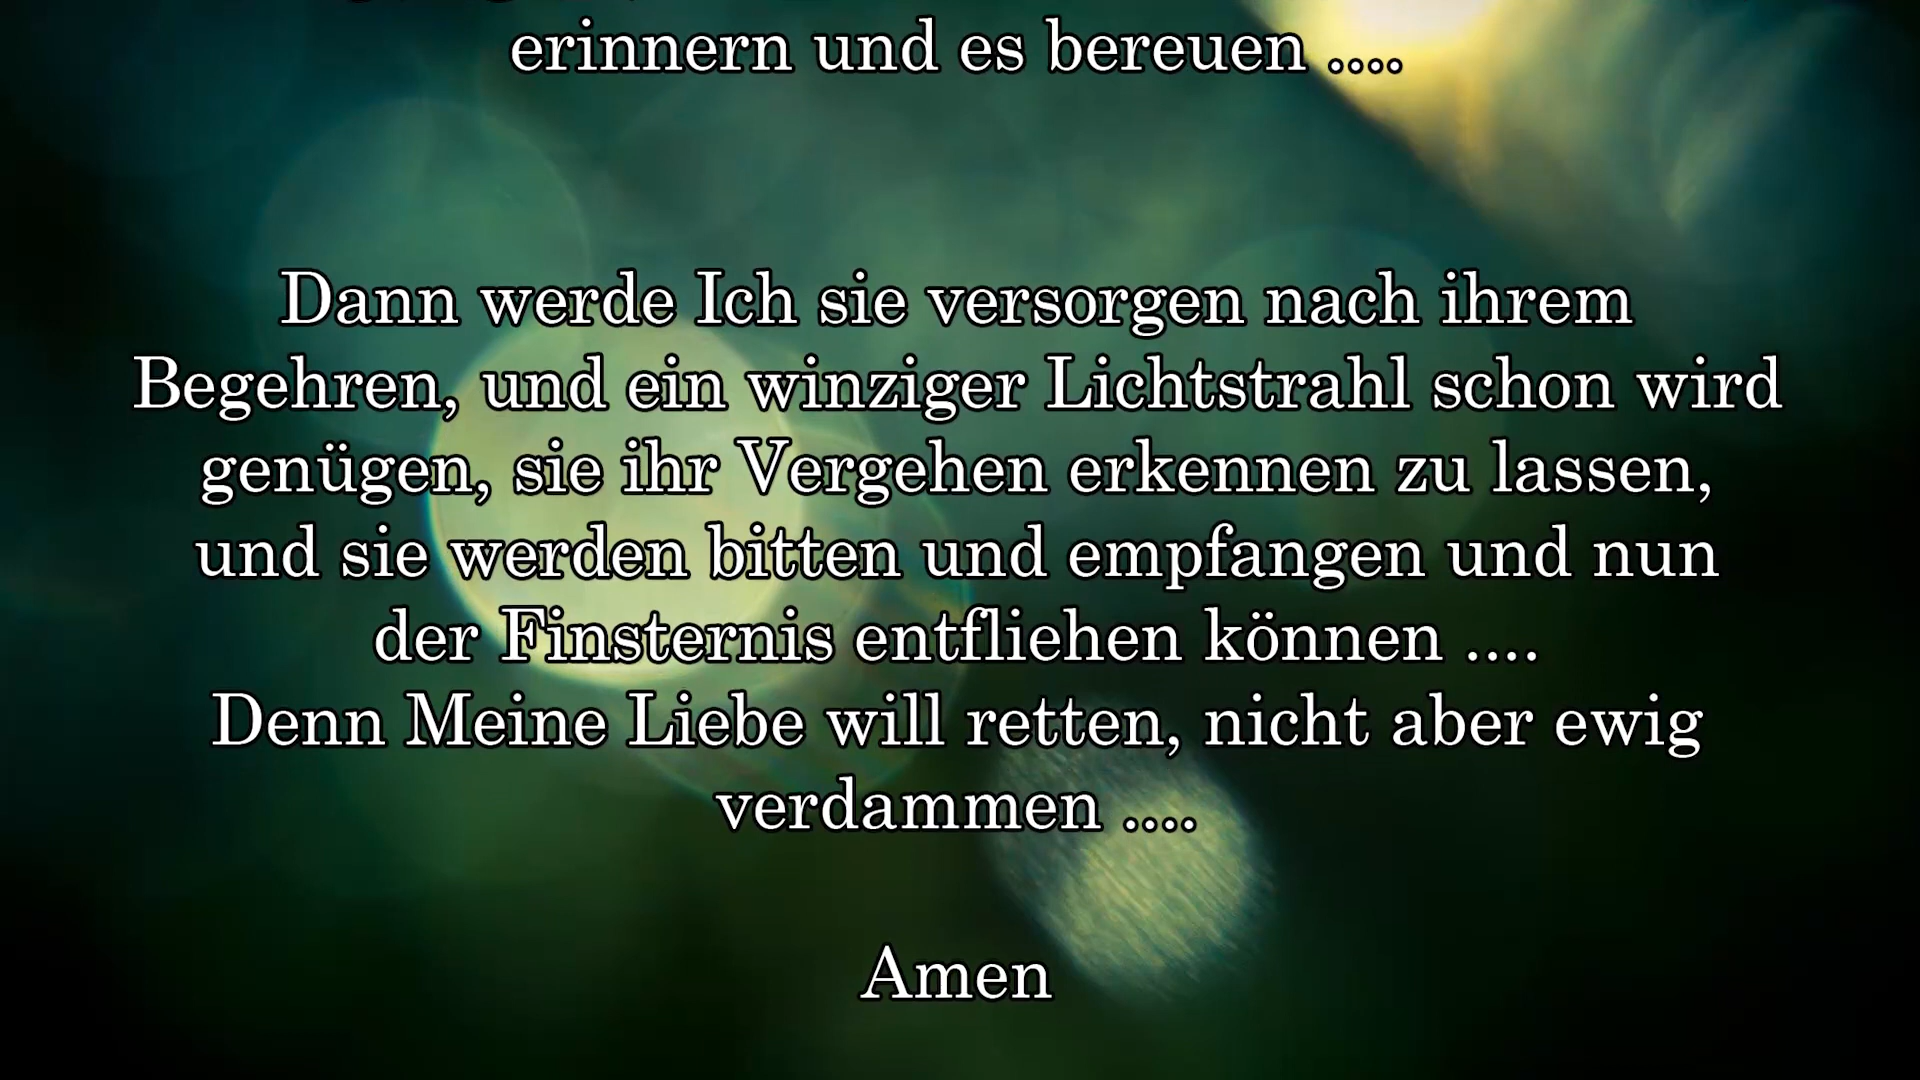 erinnern und es bereuen ....
Dann werde Ich sie versorgen nach ihrem
Begehren, und ein winziger Lichtstrahl schon wird
genügen, sie ihr Vergehen erkennen zu lassen,
und sie werden bitten und empfangen und nun
der Finsternis entfliehen können ....
Denn Meine Liebe will retten, nicht aber ewig
verdammen ....
Amen